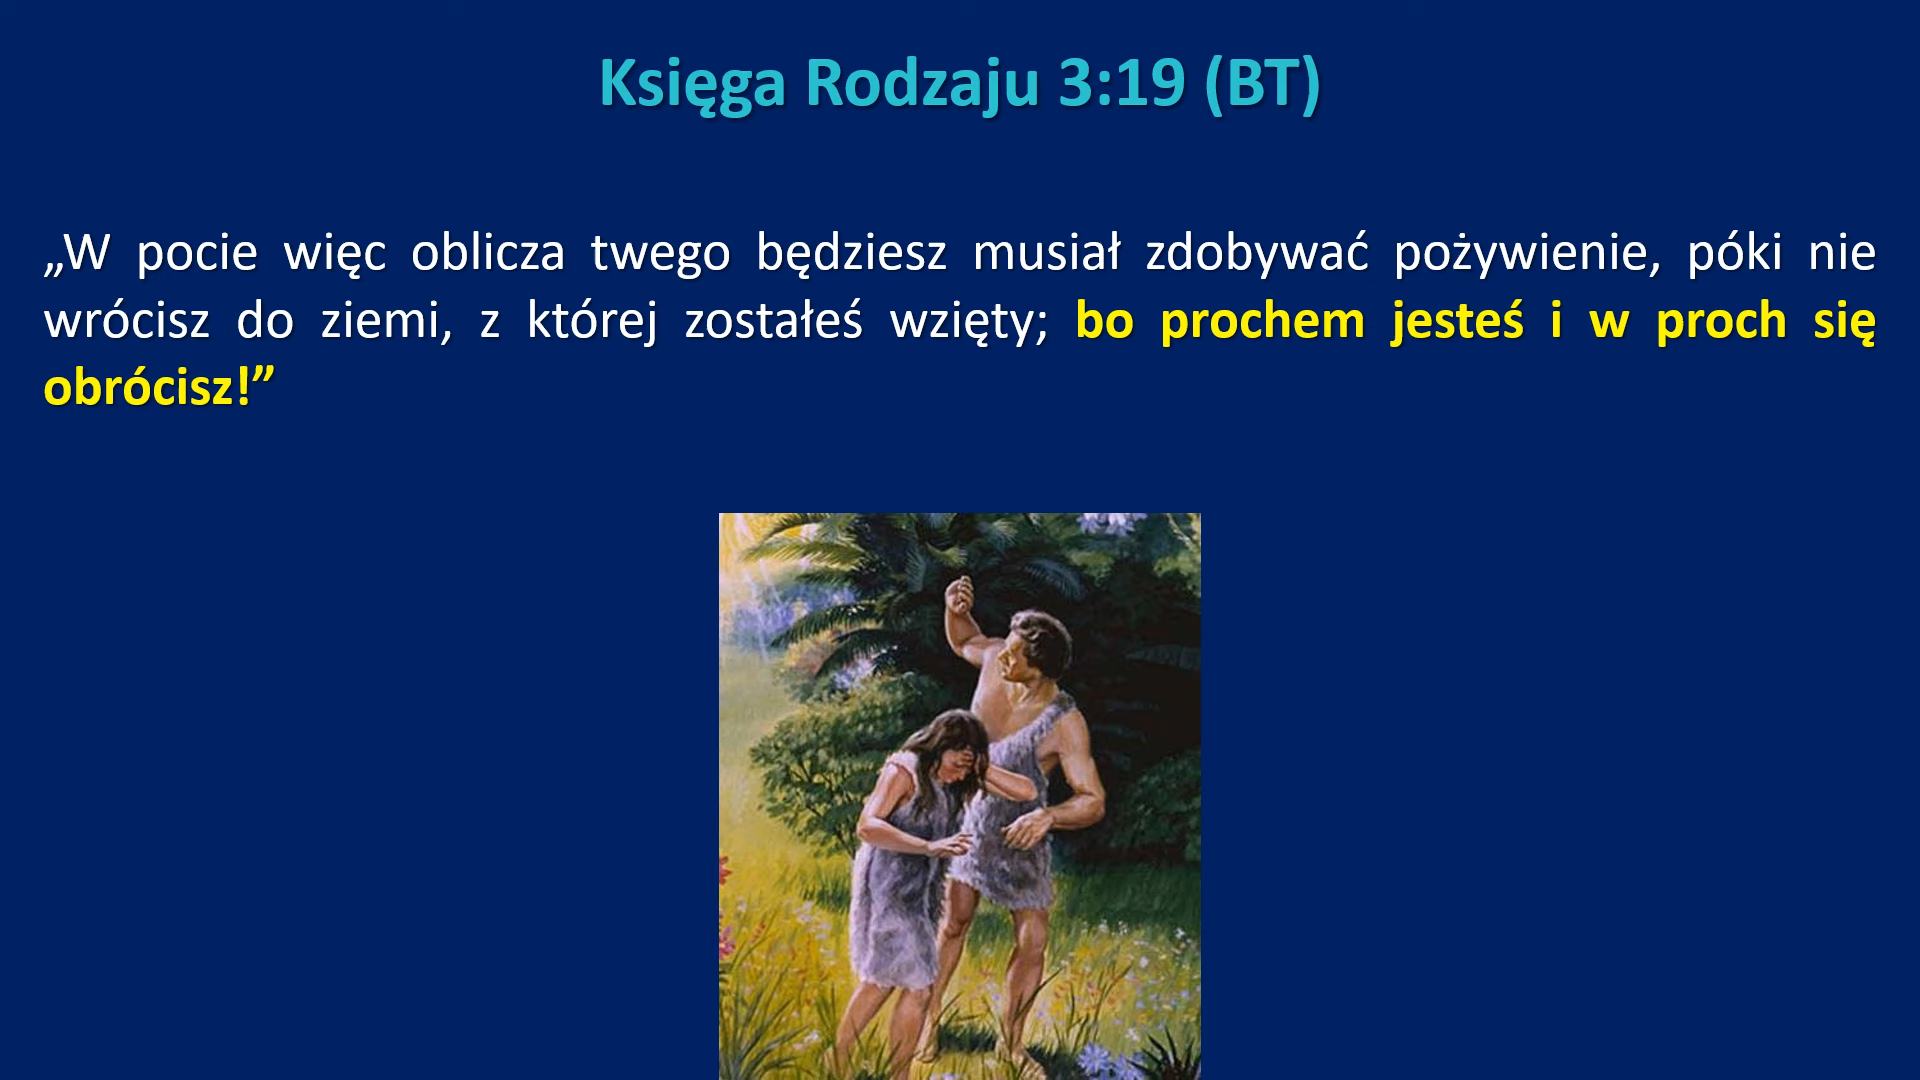 Księga Rodzaju 3:19 (BT)
„W pocie więc oblicza twego będziesz musiał zdobywać pożywienie, póki nie
wrócisz do ziemi, z której zostałeś wzięty; bo prochem jesteś i w proch się
obrócisz!”